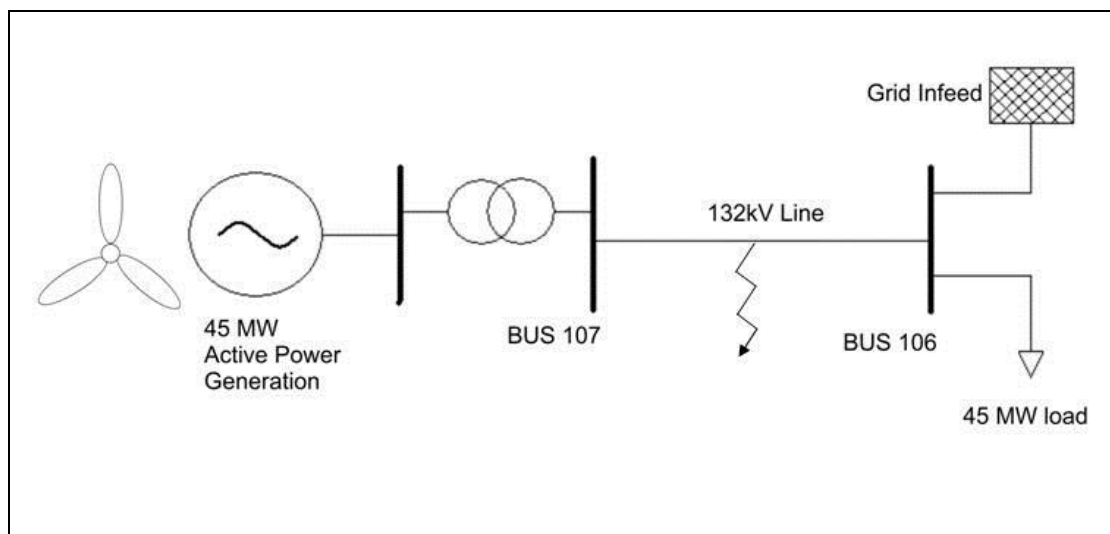 Grid Infeed
132kV Line
45 MW
Active Power
Generation
BUS 107
BUS 106
45 MW load